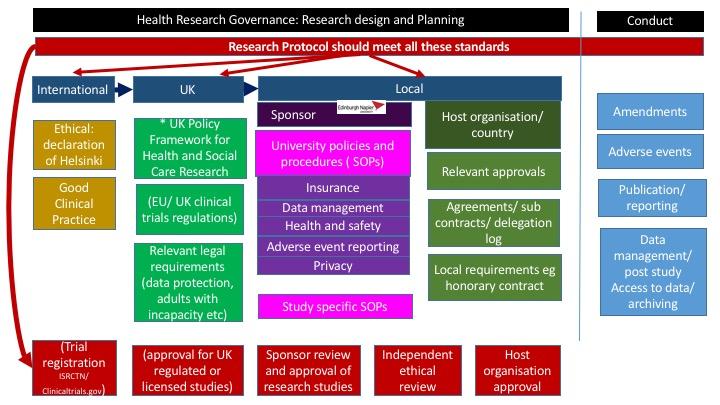 Health Research Governance: Research design and Planning
Conduct
Research Protocol should meet all these standards
International
UK
Local
Ethical:
declaration
of Helsinki
Good
Clinical
Practice
* UK Policy
Framework for
Health and Social
Care Research
(EU/ UK clinical
trials regulations)
Relevant legal
requirements
(data protection,
adults with
incapacity etc)
Sponsor
Edinburgh Napier
UNIVERSITY
University policies and
procedures ( SOPs)
Insurance
Data management
Health and safety
Adverse event reporting
Privacy
Study specific SOPs
Host organisation/
country
Relevant approvals
Agreements/ sub
contracts/ delegation
log
Local requirements eg
honorary contract
Amendments
Adverse events
Publication/
reporting
Data
management/
post study
Access to data/
archiving
(Trial
registration
ISRCTN/
Clinicaltrials.gov)
(approval for UK
regulated or
licensed studies)
Sponsor review
and approval of
research studies
Independent
ethical
review
Host
organisation
approval